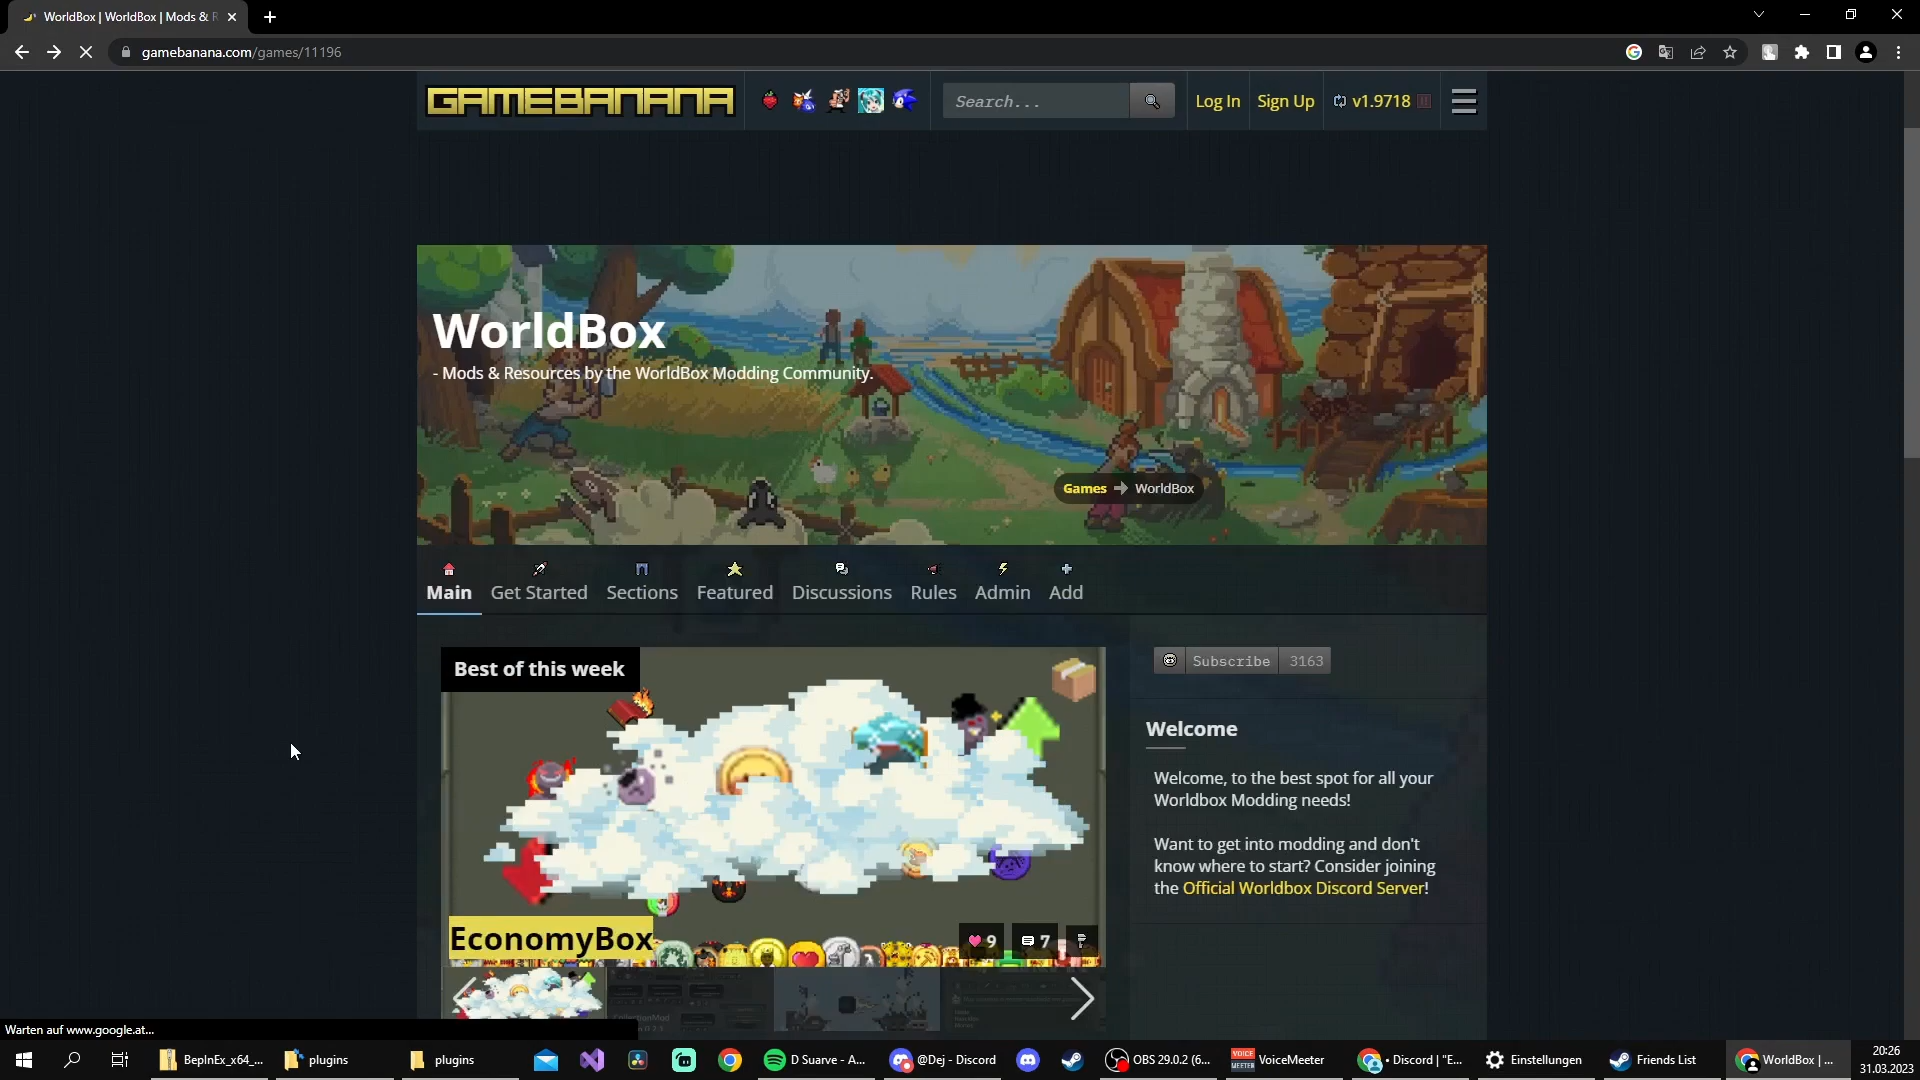 WorldBox | WorldBox | Mods & R
gamebanana.com/games/11196
GAMEBANANA
Search...
Log In
Sign Up
v1.9718
WorldBox
- Mods & Resources by the WorldBox Modding Community.
Games
WorldBox
Main
Get Started
Sections
Featured
Discussions
Rules
Admin
Add
Best of this week
Subscribe
3163
Welcome
Welcome, to the best spot for all your
Worldbox Modding needs!
Want to get into modding and don't
know where to start? Consider joining
the Official Worldbox Discord Server!
EconomyBox
9
7
Warten auf www.google.at...
BepInEx_x64_...
plugins
plugins
D Suarve - A...
@Dej - Discord
OBS 29.0.2 (6...
VOICE
MEETER
VoiceMeeter
• Discord | "E...
Einstellungen
Friends List
WorldBox | ...
20:26
31.03.2023